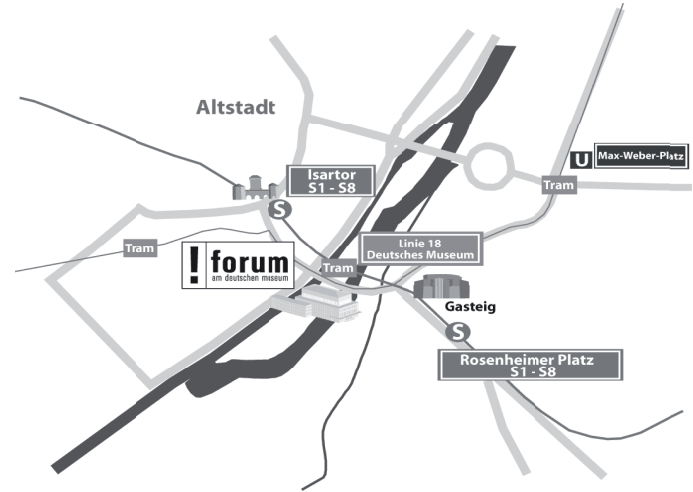 Altstadt
U
Max-Weber-Platz
Isartor
S1 - S8
Tram
S
Tram
Linie 18
Deutsches Museum
! forum
am deutschen museum
Tram
Gasteig
S
Rosenheimer Platz
S1 - S8